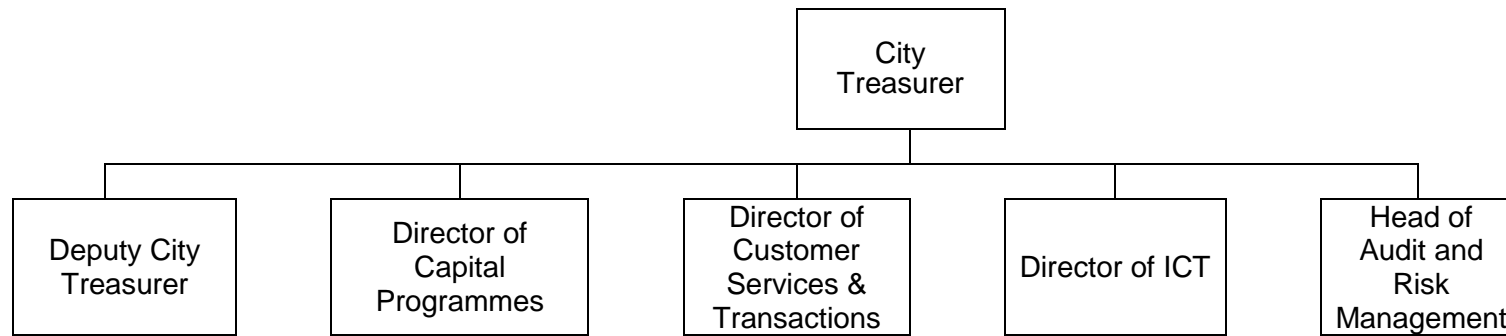 City
Treasurer
Deputy City
Treasurer
Director of
Capital
Programmes
Director of
Customer
Services &
Transactions
Director of ICT
Head of
Audit and
Risk
Management